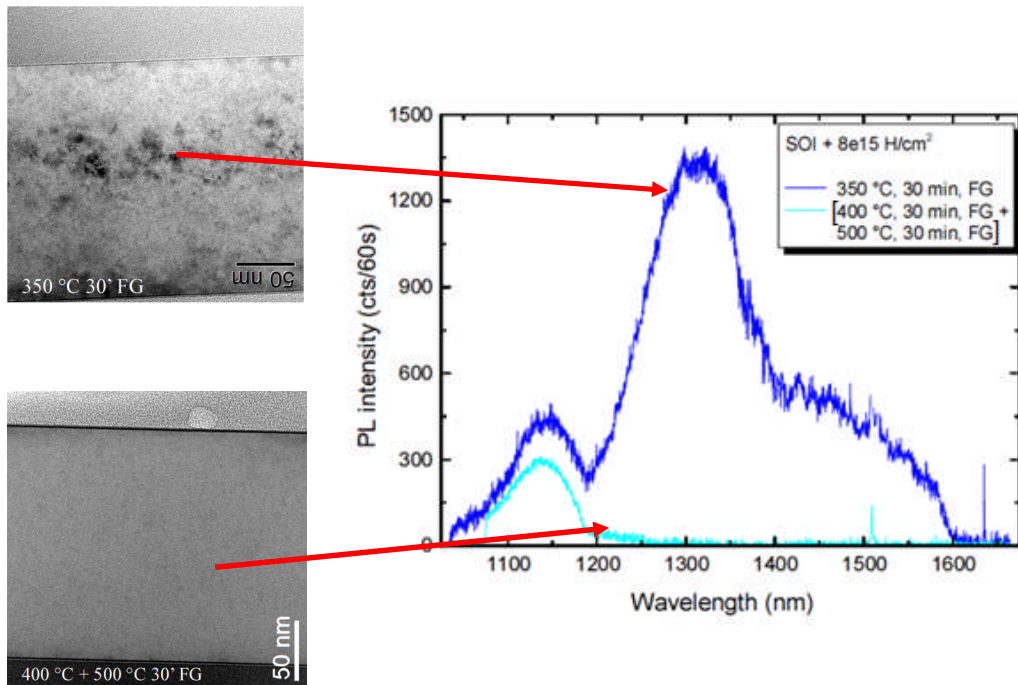 50 nm
350 °C 30' FG
50 nm
400 °C + 500 °C 30' FG
1500
1200
900
600
300
0
PL intensity (cts/60s)
SOI + 8e15 H/cm²
350 °C, 30 min, FG
[400 °C, 30 min, FG +
500 °C, 30 min, FG]
1100 1200 1300 1400 1500 1600
Wavelength (nm)